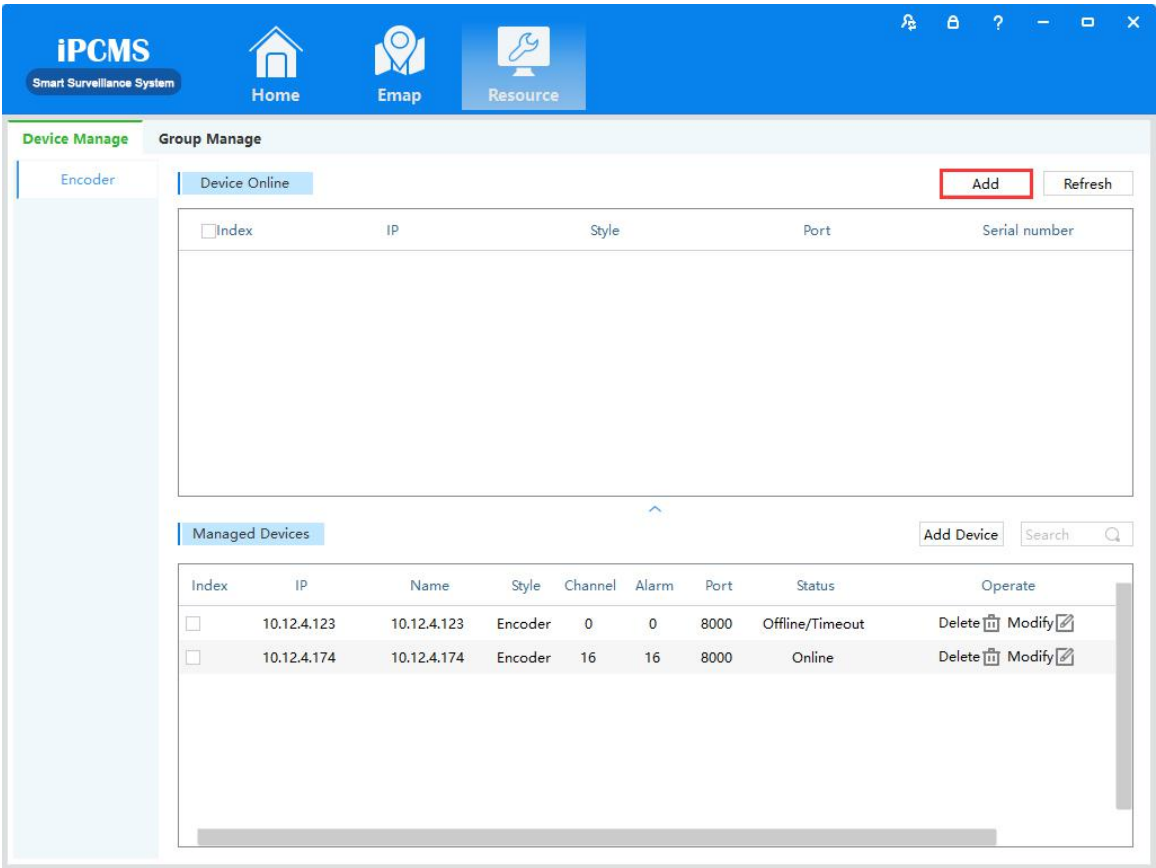 iPCMS
Smart Surveillance System
Home
Emap
Resource
?
Device Manage Group Manage
Encoder
Device Online
Add
Refresh
Index IP Style Port Serial number
Managed Devices
Add Device
Search
Index IP Name Style Channel Alarm Port Status Operate
10.12.4.123 10.12.4.123 Encoder 0 0 8000 Offline/Timeout Delete Modify
10.12.4.174 10.12.4.174 Encoder 16 16 8000 Online Delete Modify